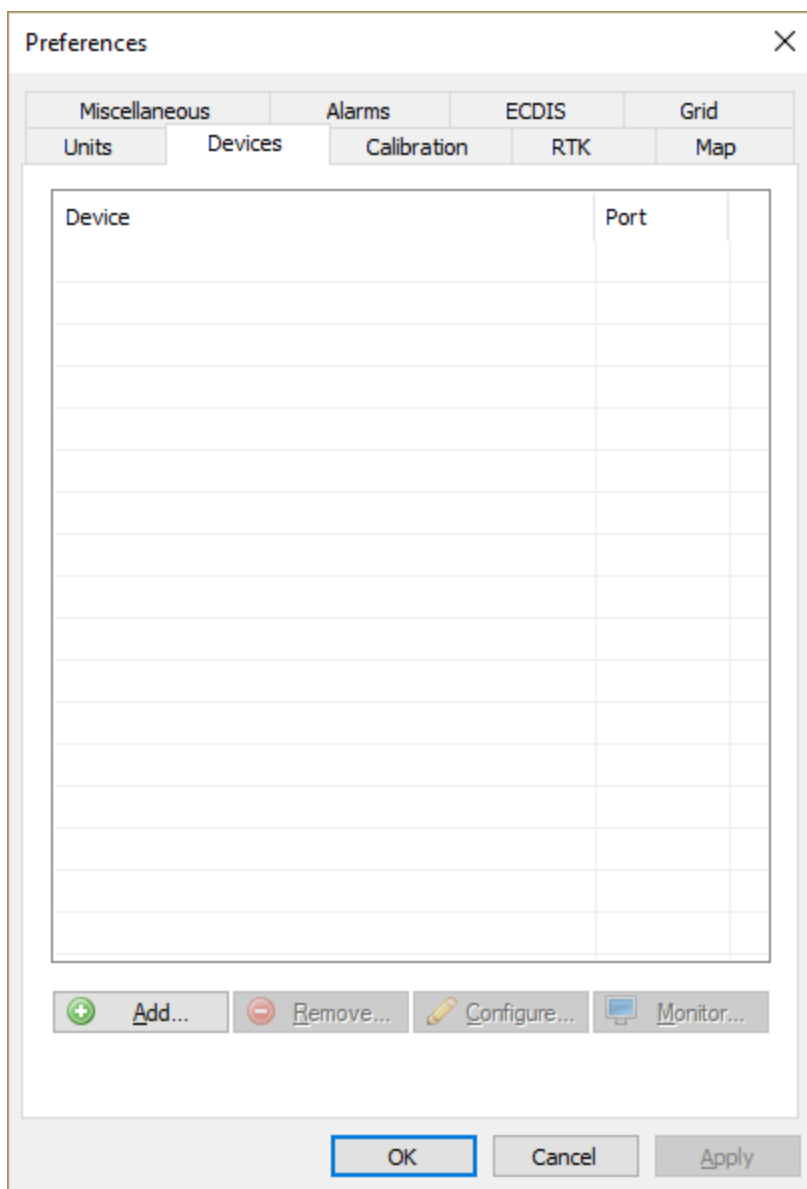 Preferences
Miscellaneous Alarms ECDIS Grid
Units Devices Calibration RTK Map
Device Port
Add... Remove... Configure... Monitor...
OK Cancel Apply